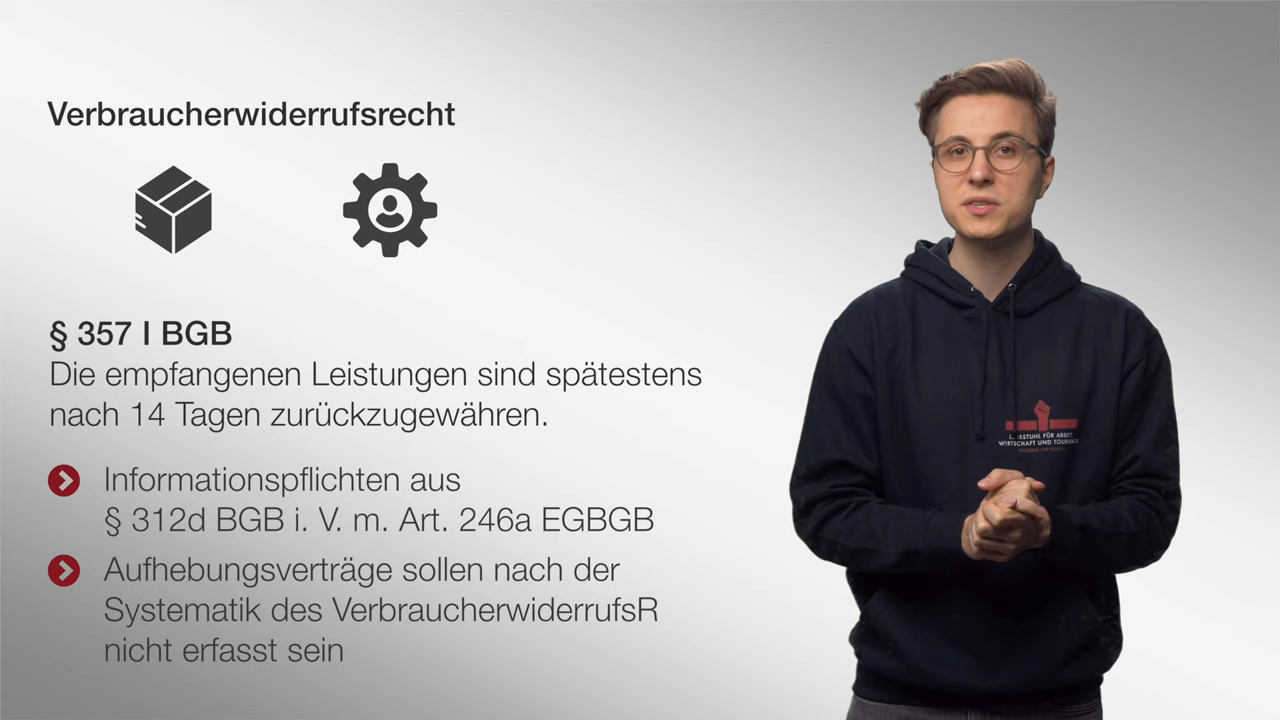 Verbraucherwiderrufsrecht
§ 357 I BGB
Die empfangenen Leistungen sind spätestens
nach 14 Tagen zurückzugewähren.
Informationspflichten aus
§ 312d BGB i. V. m. Art. 246a EGBGB
Aufhebungsverträge sollen nach der
Systematik des VerbraucherwiderrufsR
nicht erfasst sein
WIRTSCHAFT UND